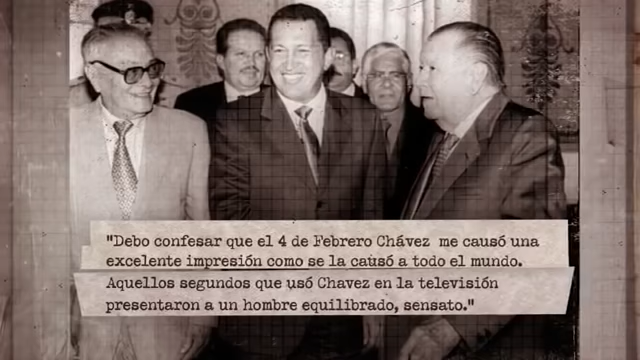 "Debo confesar que el 4 de Febrero Chávez me causó una
excelente impresión como se la causó a todo el mundo.
Aquellos segundos que usó Chavez en la televisión
presentaron a un hombre equilibrado, sensato."